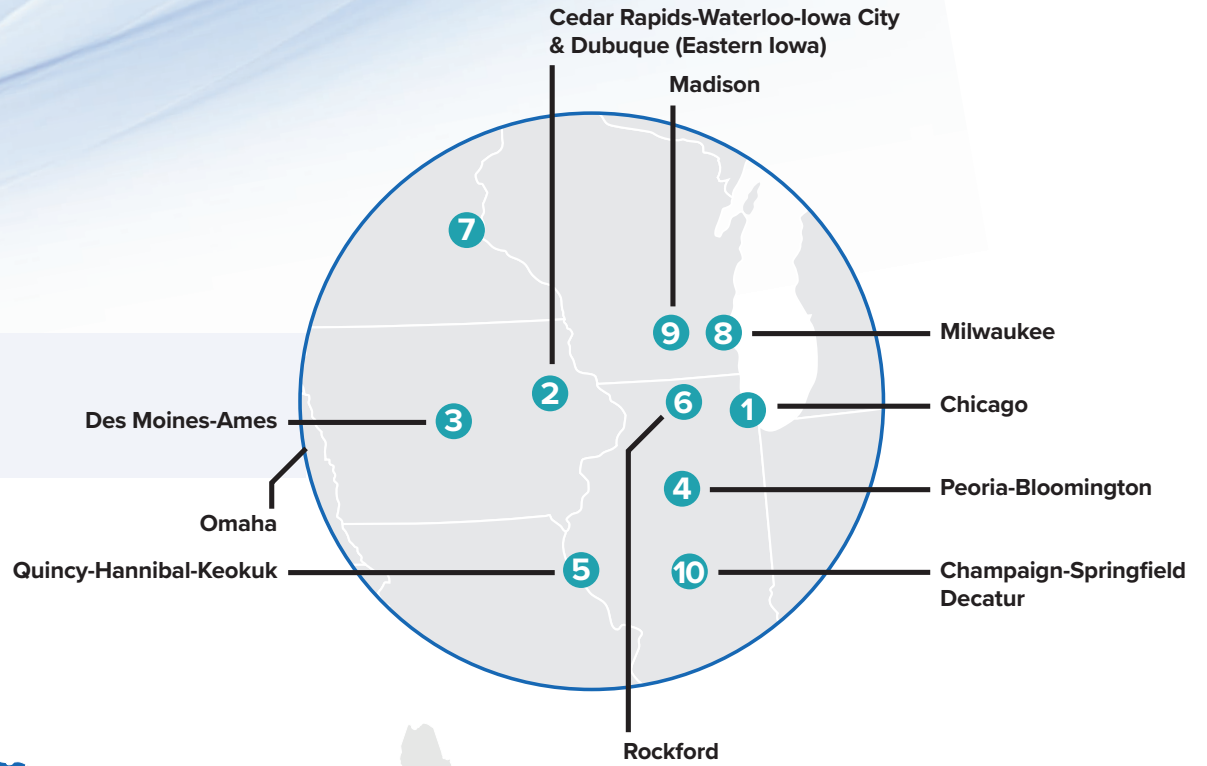 Cedar Rapids-Waterloo-Iowa City
& Dubuque (Eastern Iowa)
Madison
7
9
8
Milwaukee
2
6
1
Chicago
Des Moines-Ames
3
4
Peoria-Bloomington
Omaha
Quincy-Hannibal-Keokuk
5
10
Champaign-Springfield
Decatur
Rockford